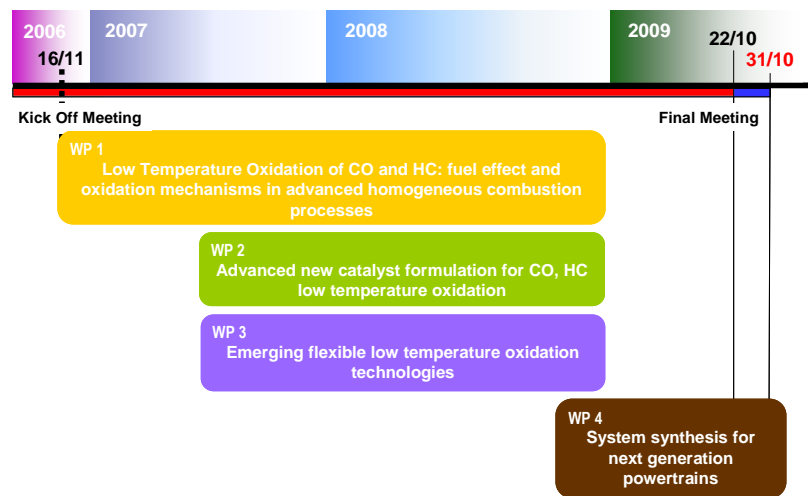 2006
2007
2008
2009
16/11
22/10
31/10
Kick Off Meeting
Final Meeting
WP 1
Low Temperature Oxidation of CO and HC: fuel effect and
oxidation mechanisms in advanced homogeneous combustion
processes
WP 2
Advanced new catalyst formulation for CO, HC
low temperature oxidation
WP 3
Emerging flexible low temperature oxidation
technologies
WP 4
System synthesis for
next generation
powertrains